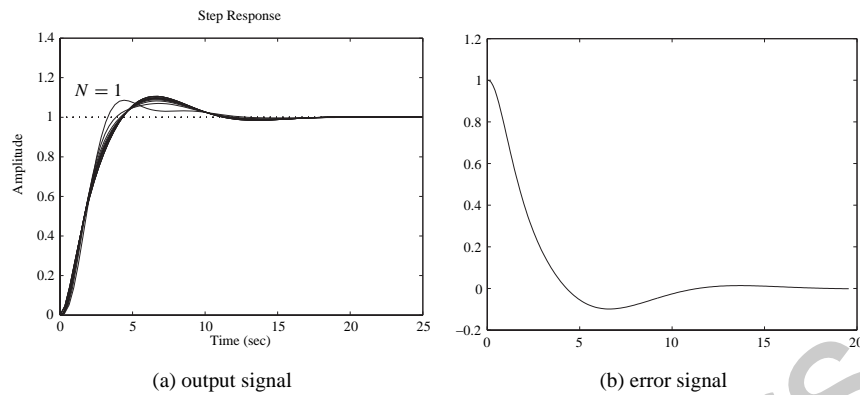 Step Response
1.4
1.2
1
0.8
0.6
0.4
0.2
0
Amplitude
N = 1
0 5 10 15 20 25
Time (sec)
(a) output signal
1.2
1
0.8
0.6
0.4
0.2
0
−0.2
0 5 10 15 20
(b) error signal